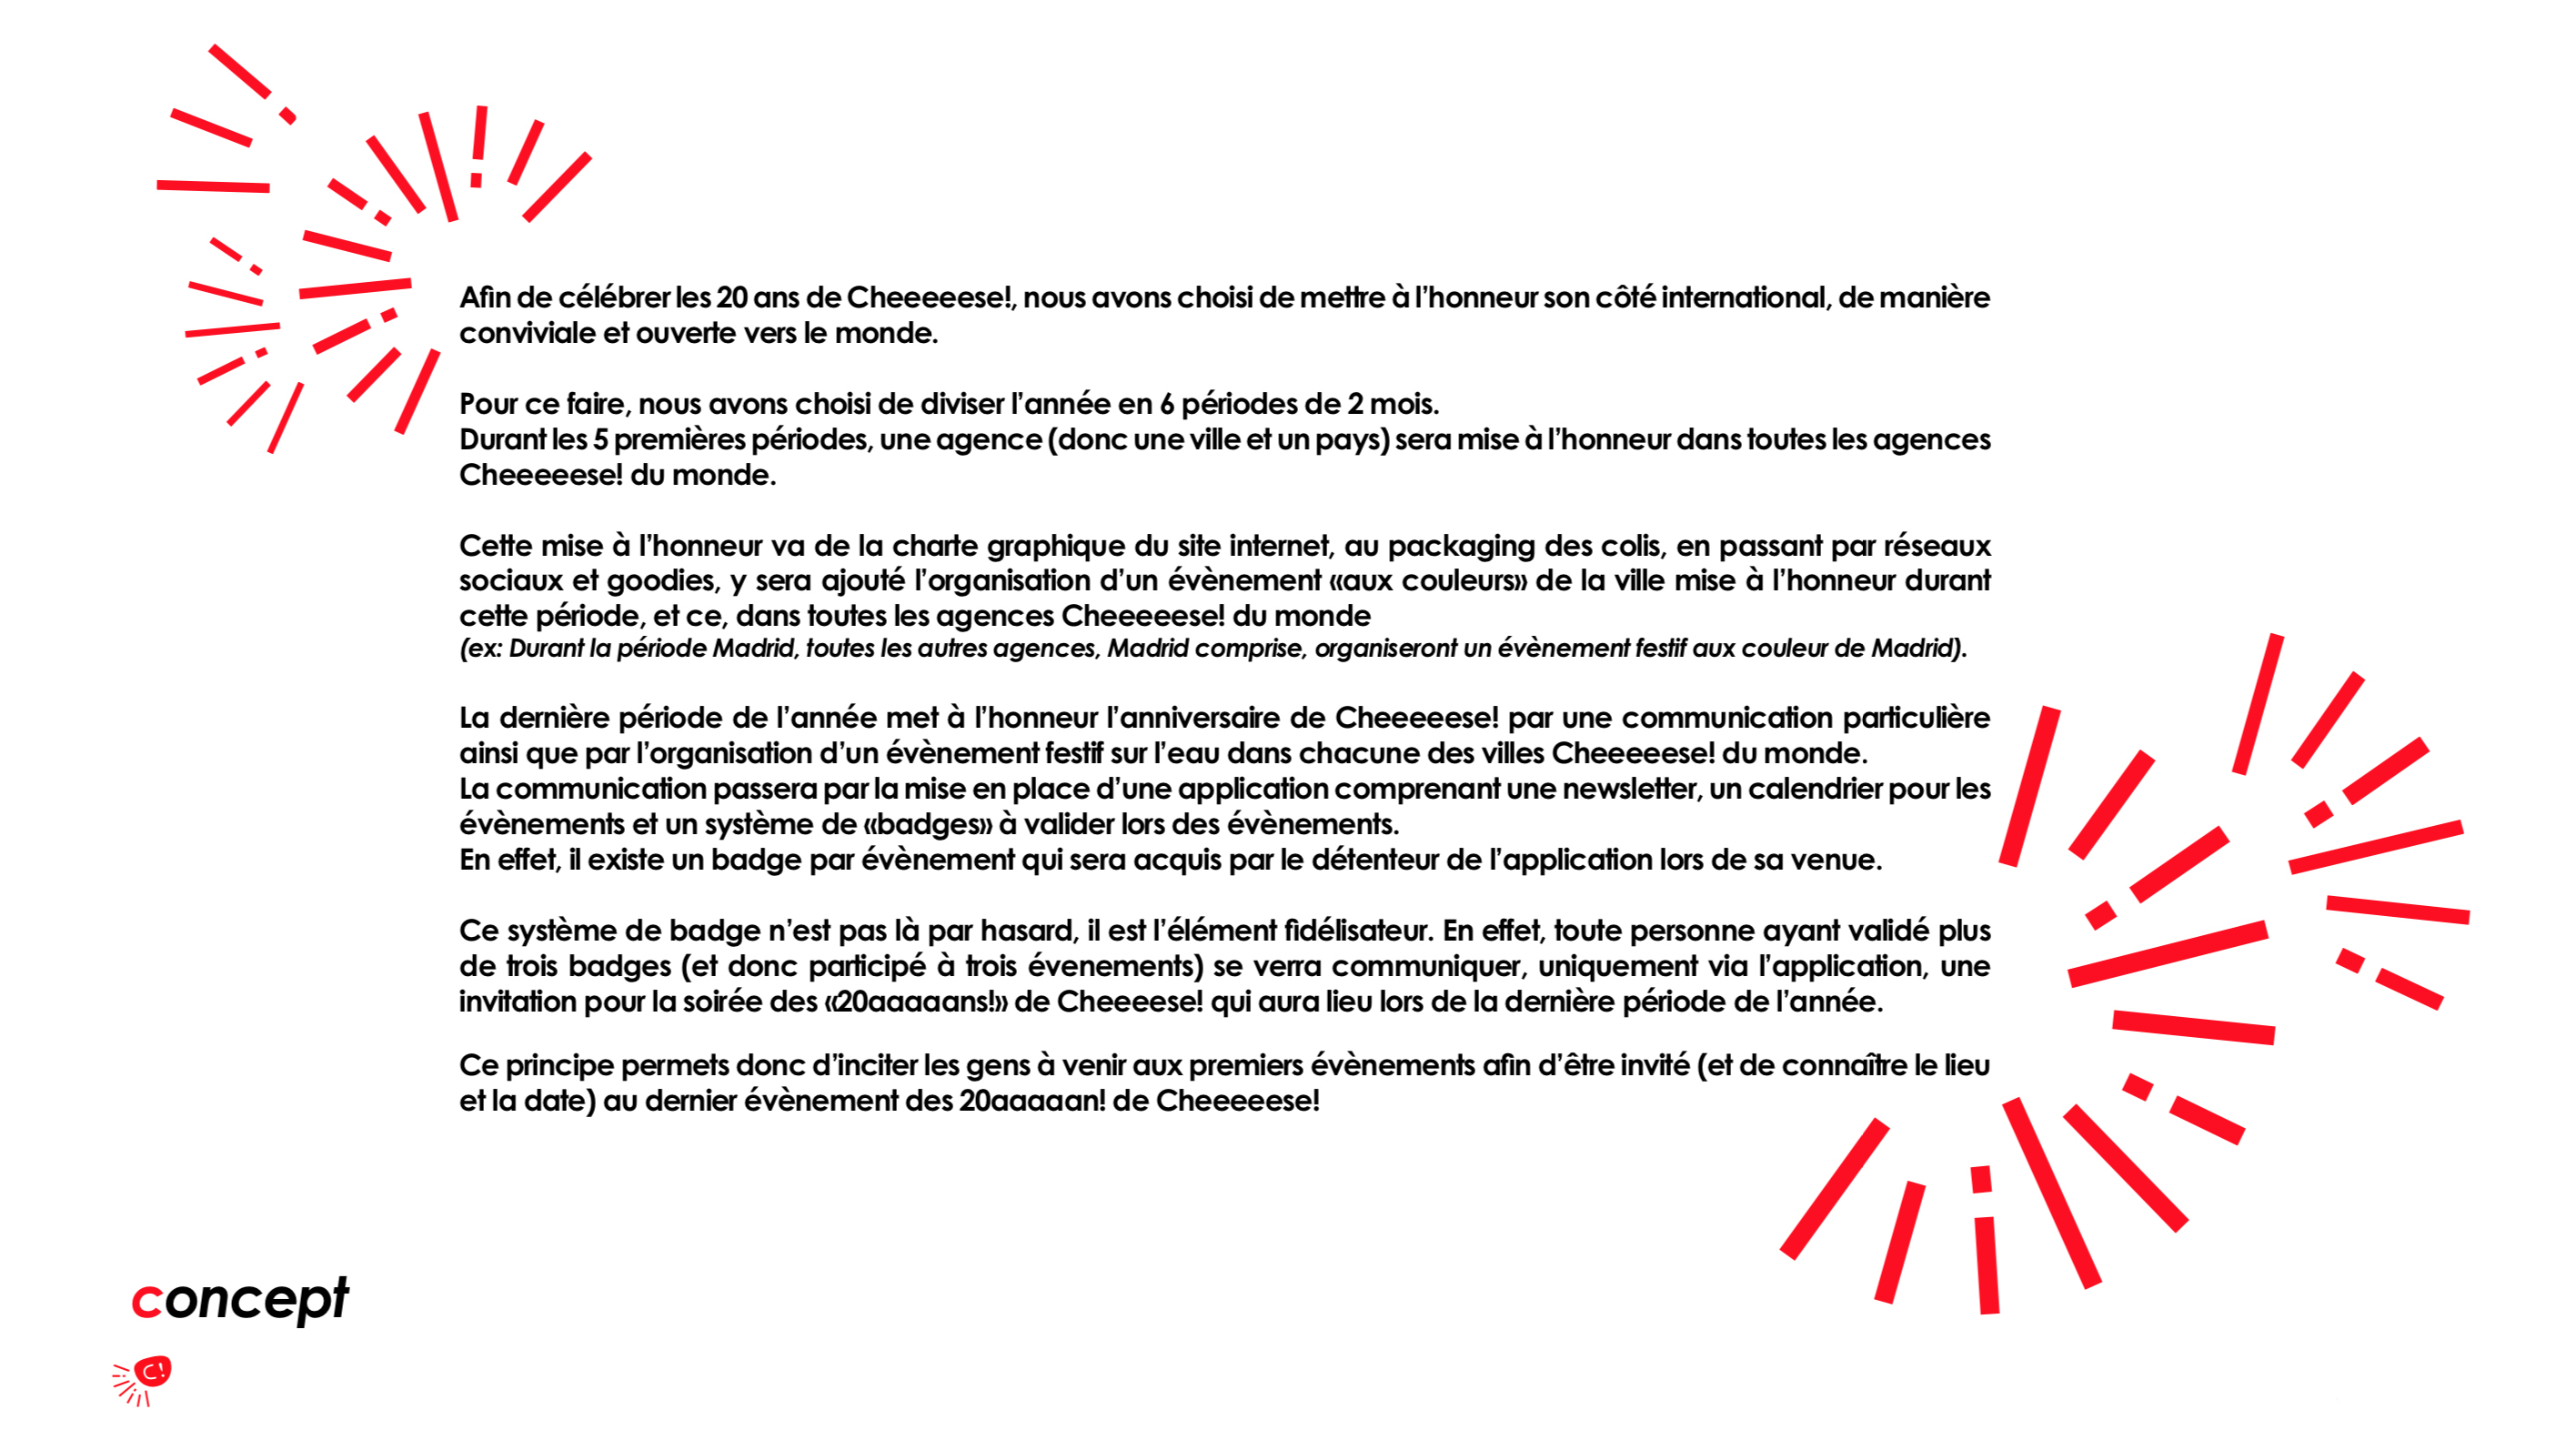 Afin de célébrer les 20 ans de Cheeeeese!, nous avons choisi de mettre à l’honneur son côté international, de manière
conviviale et ouverte vers le monde.
Pour ce faire, nous avons choisi de diviser l’année en 6 périodes de 2 mois.
Durant les 5 premières périodes, une agence (donc une ville et un pays) sera mise à l’honneur dans toutes les agences
Cheeeeese! du monde.
Cette mise à l’honneur va de la charte graphique du site internet, au packaging des colis, en passant par réseaux
sociaux et goodies, y sera ajouté l’organisation d’un évènement «aux couleurs» de la ville mise à l’honneur durant
cette période, et ce, dans toutes les agences Cheeeeese! du monde
(ex: Durant la période Madrid, toutes les autres agences, Madrid comprise, organiseront un évènement festif aux couleur de Madrid).
La dernière période de l’année met à l’honneur l’anniversaire de Cheeeeese! par une communication particulière
ainsi que par l’organisation d’un évènement festif sur l’eau dans chacune des villes Cheeeeese! du monde.
La communication passera par la mise en place d’une application comprenant une newsletter, un calendrier pour les
évènements et un système de «badges» à valider lors des évènements.
En effet, il existe un badge par évènement qui sera acquis par le détenteur de l’application lors de sa venue.
Ce système de badge n’est pas là par hasard, il est l’élément fidélisateur. En effet, toute personne ayant validé plus
de trois badges (et donc participé à trois évenements) se verra communiquer, uniquement via l’application, une
invitation pour la soirée des «20aaaaans!» de Cheeeese! qui aura lieu lors de la dernière période de l’année.
Ce principe permets donc d’inciter les gens à venir aux premiers évènements afin d’être invité (et de connaître le lieu
et la date) au dernier évènement des 20aaaaan! de Cheeeeese!
concept
C!